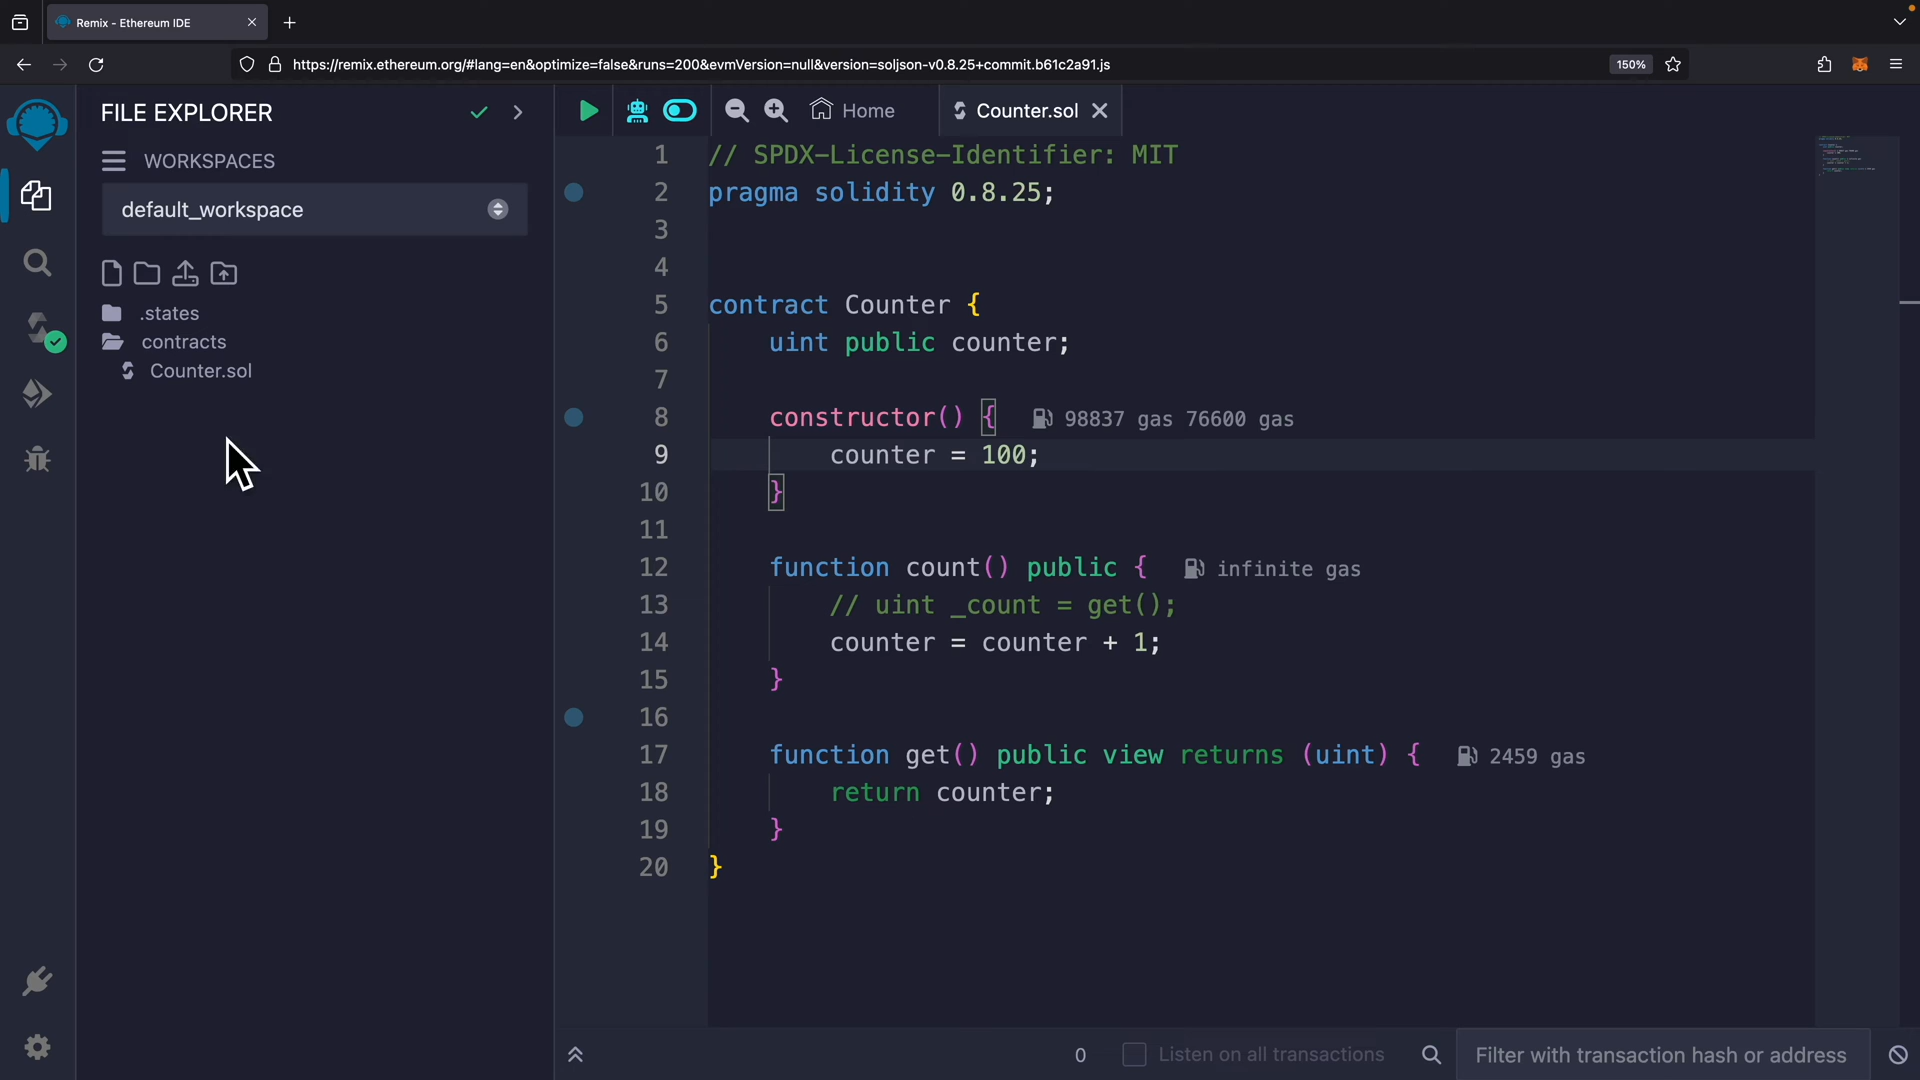 Remix - Ethereum IDE
https://remix.ethereum.org/#lang=en&optimize=false&runs=200&evmVersion=null&version=soljson-v0.8.25+commit.b61c2a91.js
150%
FILE EXPLORER
WORKSPACES
default_workspace
.states
contracts
Counter.sol
Home
Counter.sol
1 // SPDX-License-Identifier: MIT
2 pragma solidity 0.8.25;
3
4
5 contract Counter {
6 uint public counter;
7
8 constructor() { 98837 gas 76600 gas
9 counter = 100;
10 }
11
12 function count() public { infinite gas
13 // uint _count = get();
14 counter = counter + 1;
15 }
16
17 function get() public view returns (uint) { 2459 gas
18 return counter;
19 }
20 }
0
Listen on all transactions
Filter with transaction hash or address